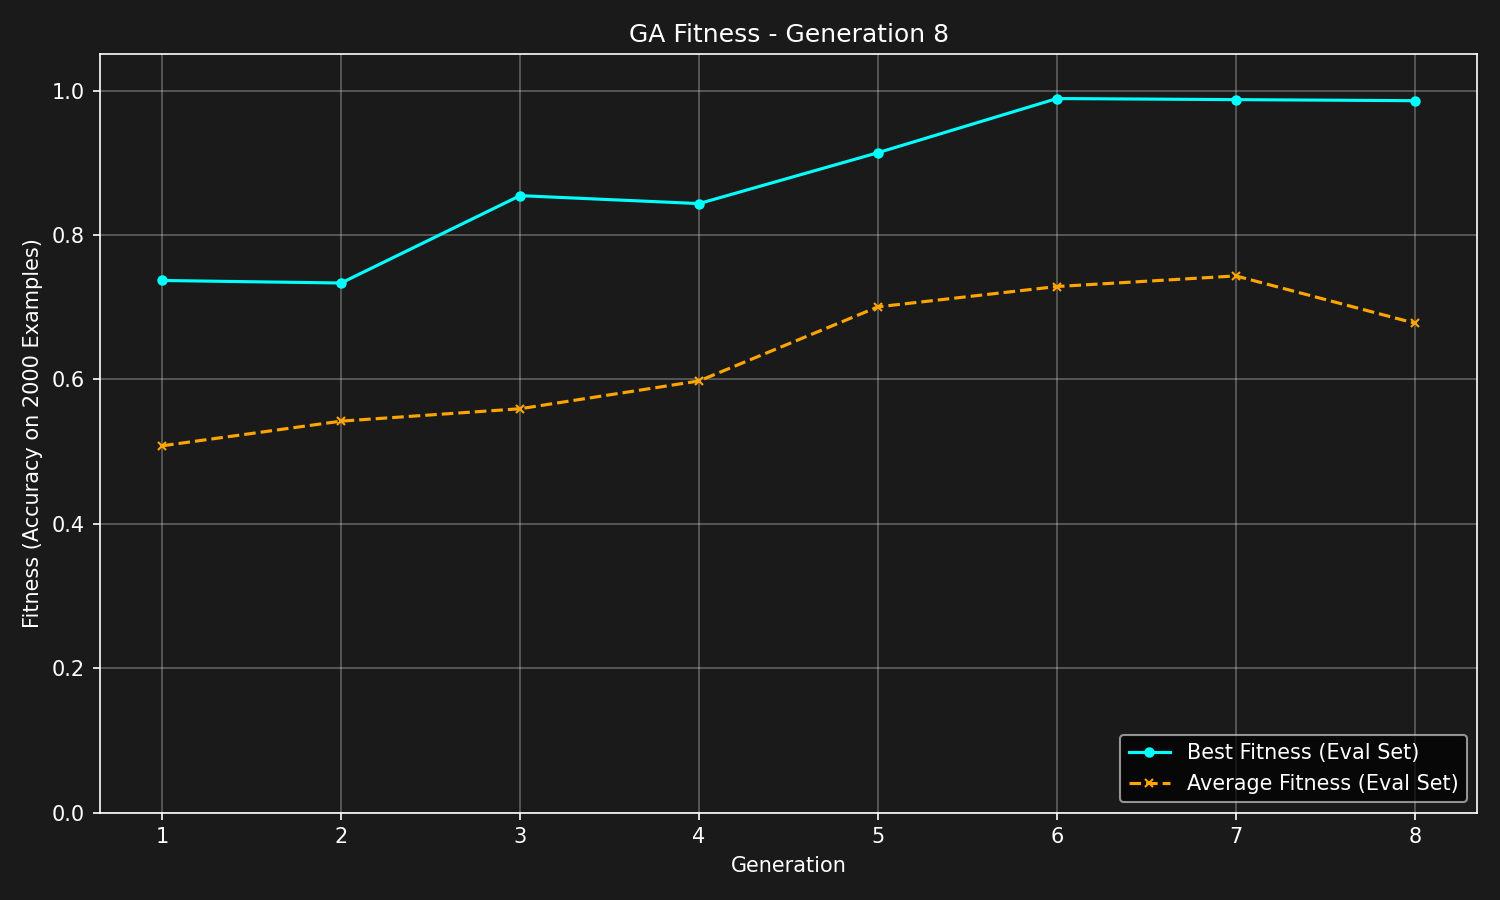 GA Fitness - Generation 8
Fitness (Accuracy on 2000 Examples)
1.0
0.8
0.6
0.4
0.2
0.0
1 2 3 4 5 6 7 8
Generation
Best Fitness (Eval Set)
Average Fitness (Eval Set)